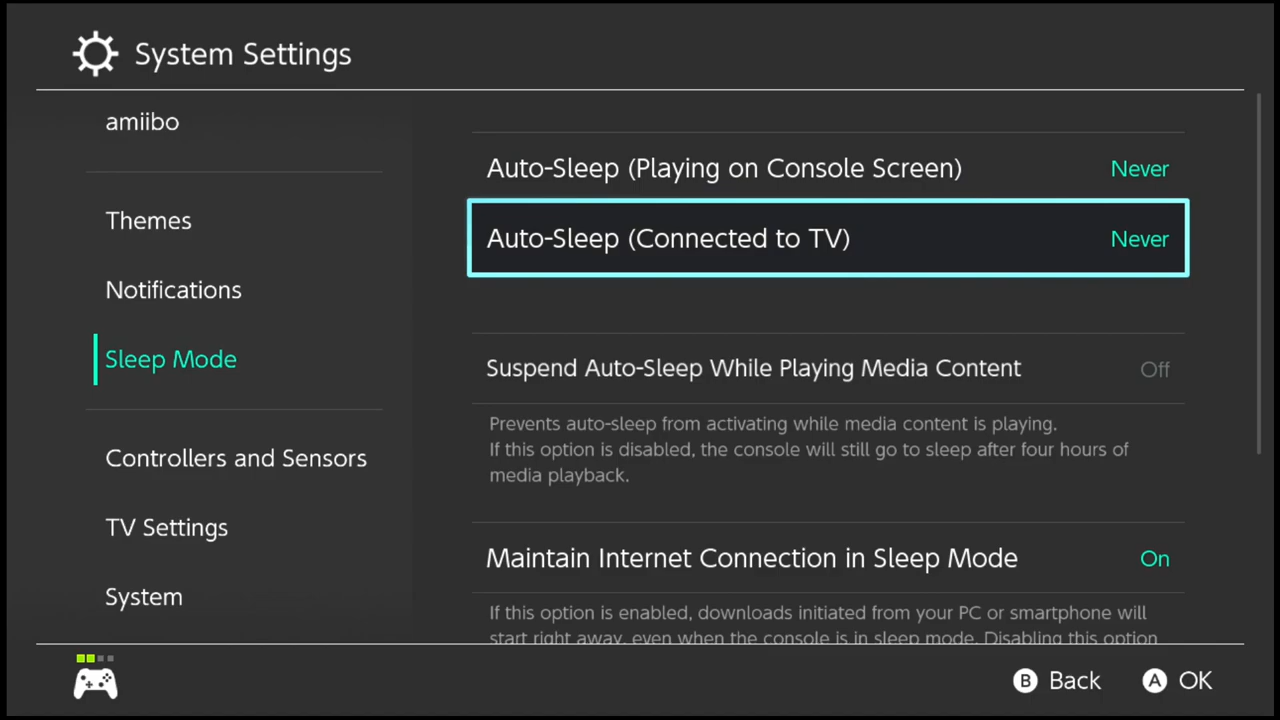 System Settings
amiibo
Themes
Notifications
Sleep Mode
Controllers and Sensors
TV Settings
System
Auto-Sleep (Playing on Console Screen) Never
Auto-Sleep (Connected to TV) Never
Suspend Auto-Sleep While Playing Media Content Off
Prevents auto-sleep from activating while media content is playing.
If this option is disabled, the console will still go to sleep after four hours of
media playback.
Maintain Internet Connection in Sleep Mode On
If this option is enabled, downloads initiated from your PC or smartphone will
start right away, even when the console is in sleep mode. Disabling this option
B Back A OK